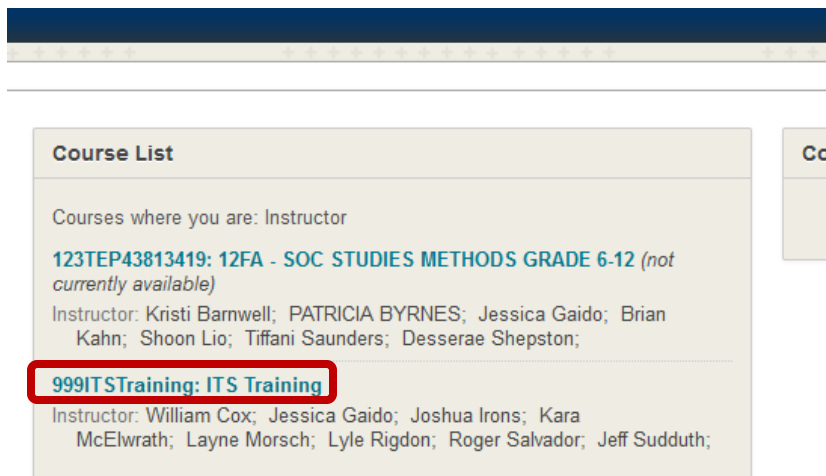 Course List
Co
Courses where you are: Instructor
123TEP43813419: 12FA - SOC STUDIES METHODS GRADE 6-12 (not
currently available)
Instructor: Kristi Barnwell; PATRICIA BYRNES; Jessica Gaido; Brian
Kahn; Shoon Lio; Tiffani Saunders; Desserae Shepston;
999ITSTraining: ITS Training
Instructor: William Cox; Jessica Gaido; Joshua Irons; Kara
McElwrath; Layne Morsch; Lyle Rigdon; Roger Salvador; Jeff Sudduth;